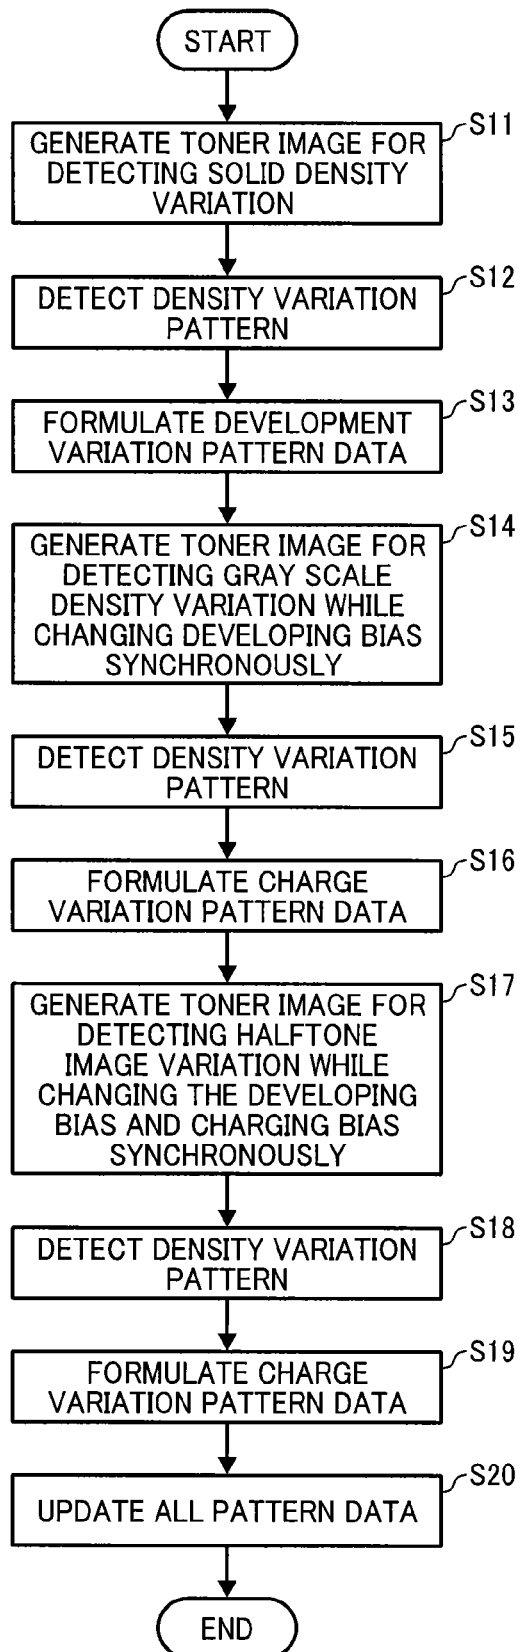 START
S11
GENERATE TONER IMAGE FOR
DETECTING SOLID DENSITY
VARIATION
S12
DETECT DENSITY VARIATION
PATTERN
S13
FORMULATE DEVELOPMENT
VARIATION PATTERN DATA
S14
GENERATE TONER IMAGE FOR
DETECTING GRAY SCALE
DENSITY VARIATION WHILE
CHANGING DEVELOPING BIAS
SYNCHRONOUSLY
S15
DETECT DENSITY VARIATION
PATTERN
S16
FORMULATE CHARGE
VARIATION PATTERN DATA
S17
GENERATE TONER IMAGE FOR
DETECTING HALFTONE
IMAGE VARIATION WHILE
CHANGING THE DEVELOPING
BIAS AND CHARGING BIAS
SYNCHRONOUSLY
S18
DETECT DENSITY VARIATION
PATTERN
S19
FORMULATE CHARGE
VARIATION PATTERN DATA
S20
UPDATE ALL PATTERN DATA
END